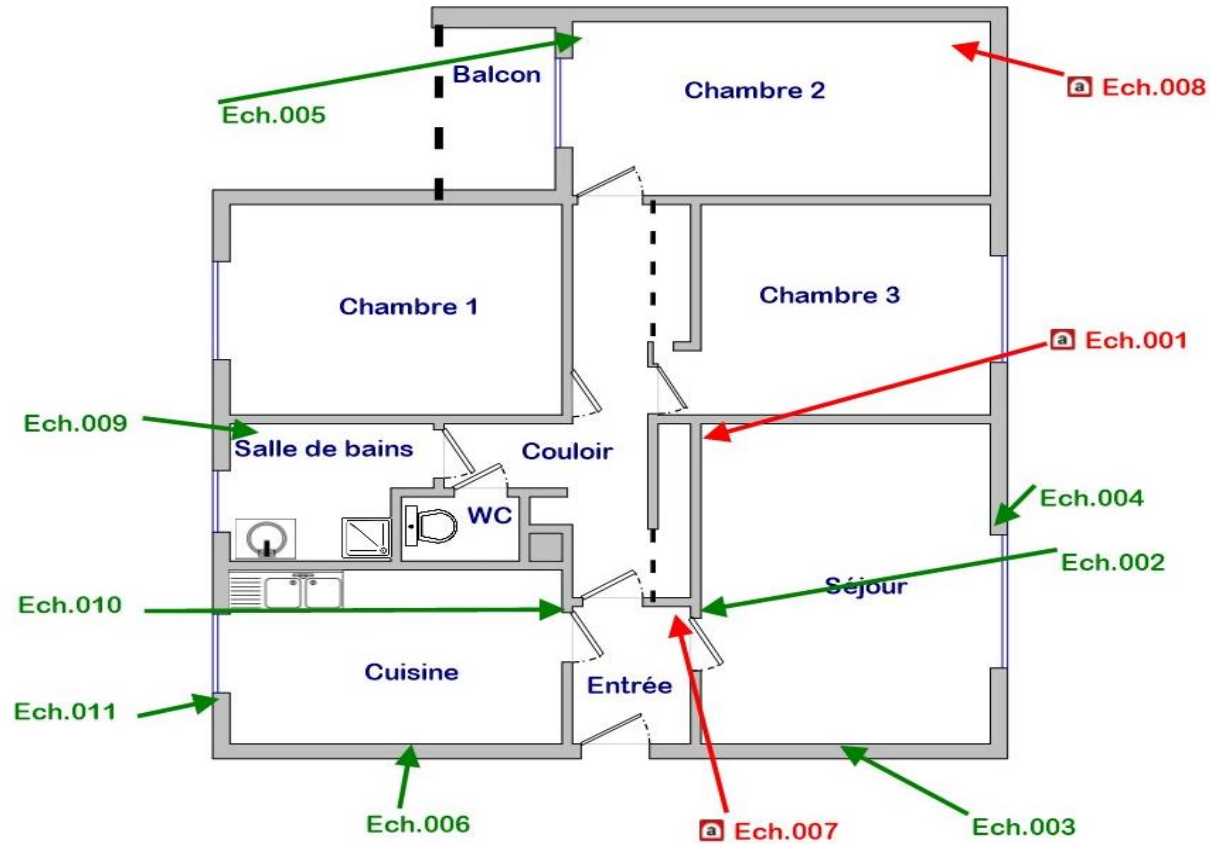 Balcon
Chambre 2
a Ech.008
Ech.005
Chambre 1
Chambre 3
a Ech.001
Ech.009
Salle de bains
Couloir
Ech.004
WC
Ech.002
Séjour
Ech.010
Cuisine
Entrée
Ech.011
Ech.006
a Ech.007
Ech.003